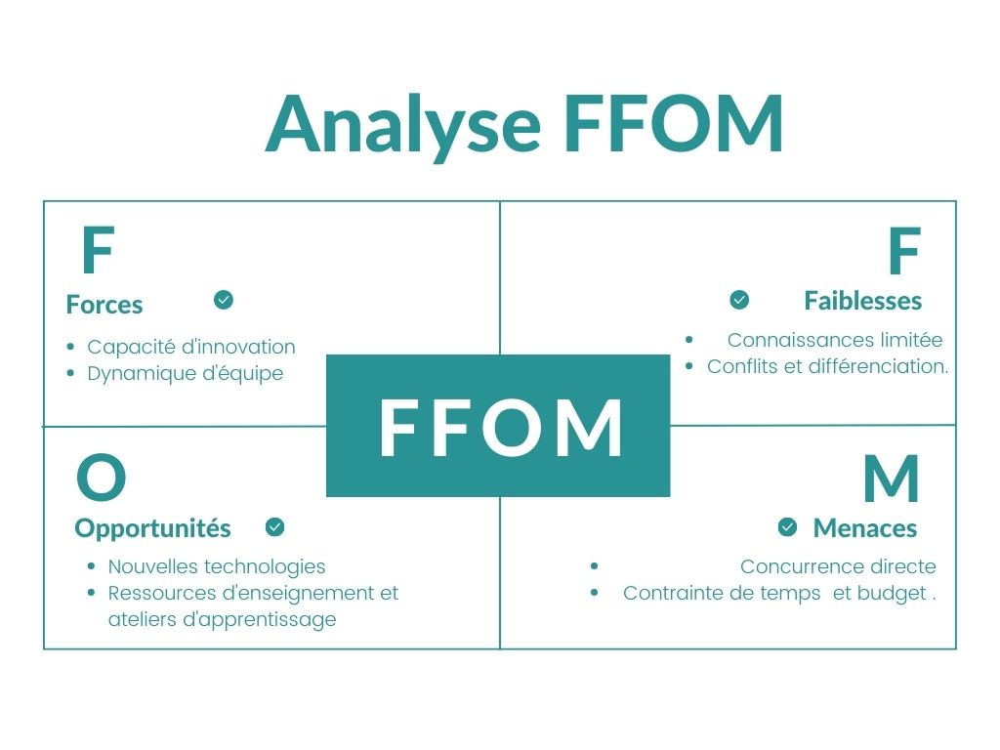 Analyse FFOM
F
Forces
• Capacité d'innovation
• Dynamique d'équipe
F
Faiblesses
• Connaissances limitée
• Conflits et différenciation.
FFOM
O
Opportunités
• Nouvelles technologies
• Ressources d'enseignement et
ateliers d'apprentissage
M
Menaces
• Concurrence directe
• Contrainte de temps  et budget .